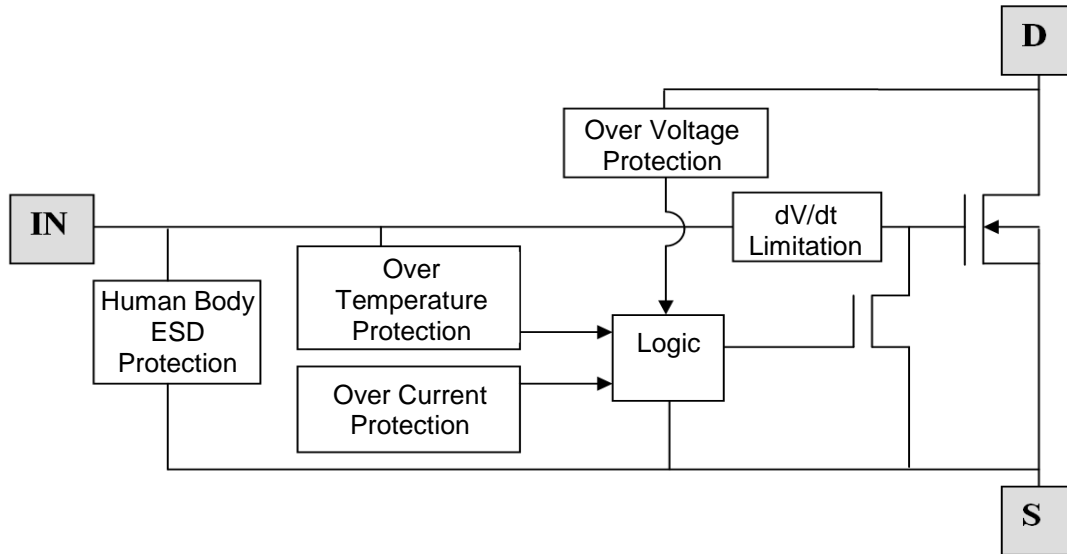 D
Over Voltage
Protection
IN
dV/dt
Limitation
Over
Temperature
Protection
Human Body
ESD
Protection
Logic
Over Current
Protection
S